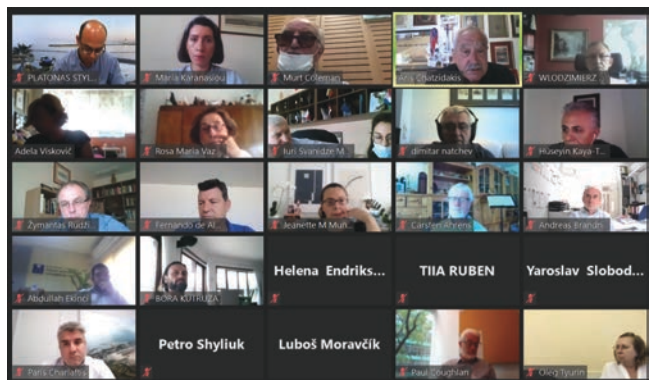 PLATONAS STYL...
Maria Karanasiou
Murt Coleman
Aris Chatzidakis
WLODZIMIERZ
Adela Visković
Rosa Maria Vaz
Iuri Svanidze M...
dimitar natchev
Hüseyin Kaya-T...
Žymantas Rudži...
Fernando de Al...
Jeanette M Mun...
Carsten Ahrens
Andreas Brandri
Abdullah Ekinci
BORA KUTRUZA
Helena Endriks...
TIIA RUBEN
Yaroslav Slobod...
Paris Charlaftis
Petro Shyliuk
Luboš Moravčík
Paul Coughlan
Oleg Tyurin